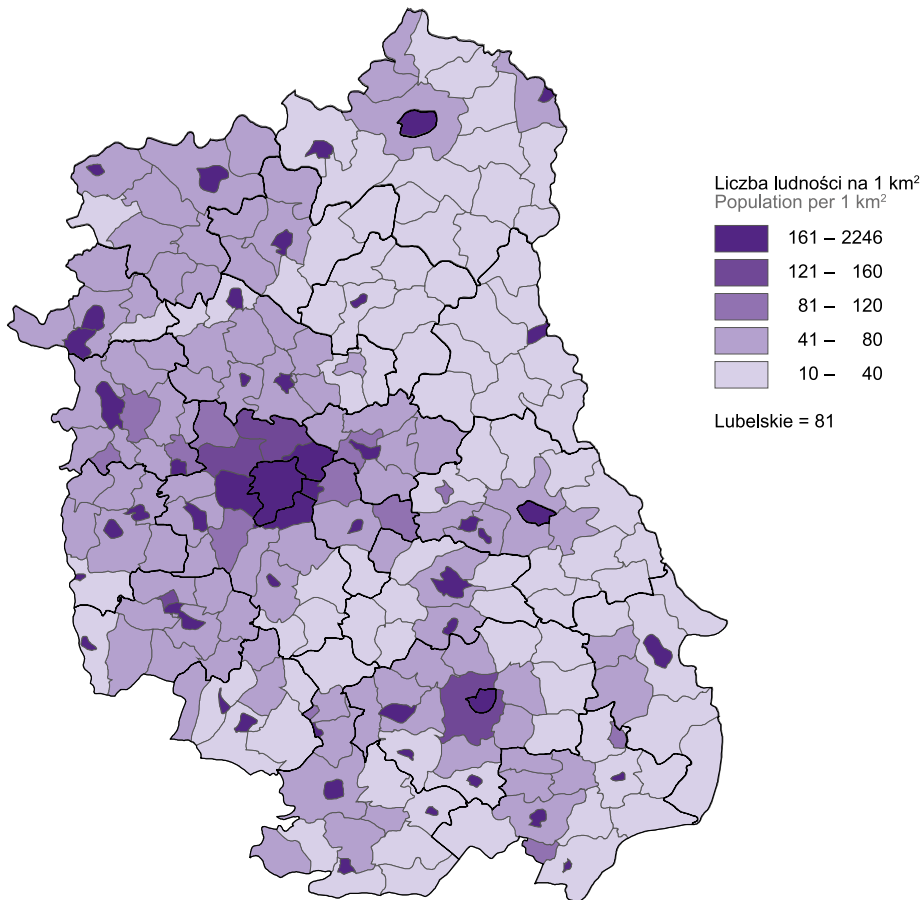 Liczba ludności na 1 km²
Population per 1 km²
161 – 2246
121 – 160
81 – 120
41 – 80
10 – 40
Lubelskie = 81